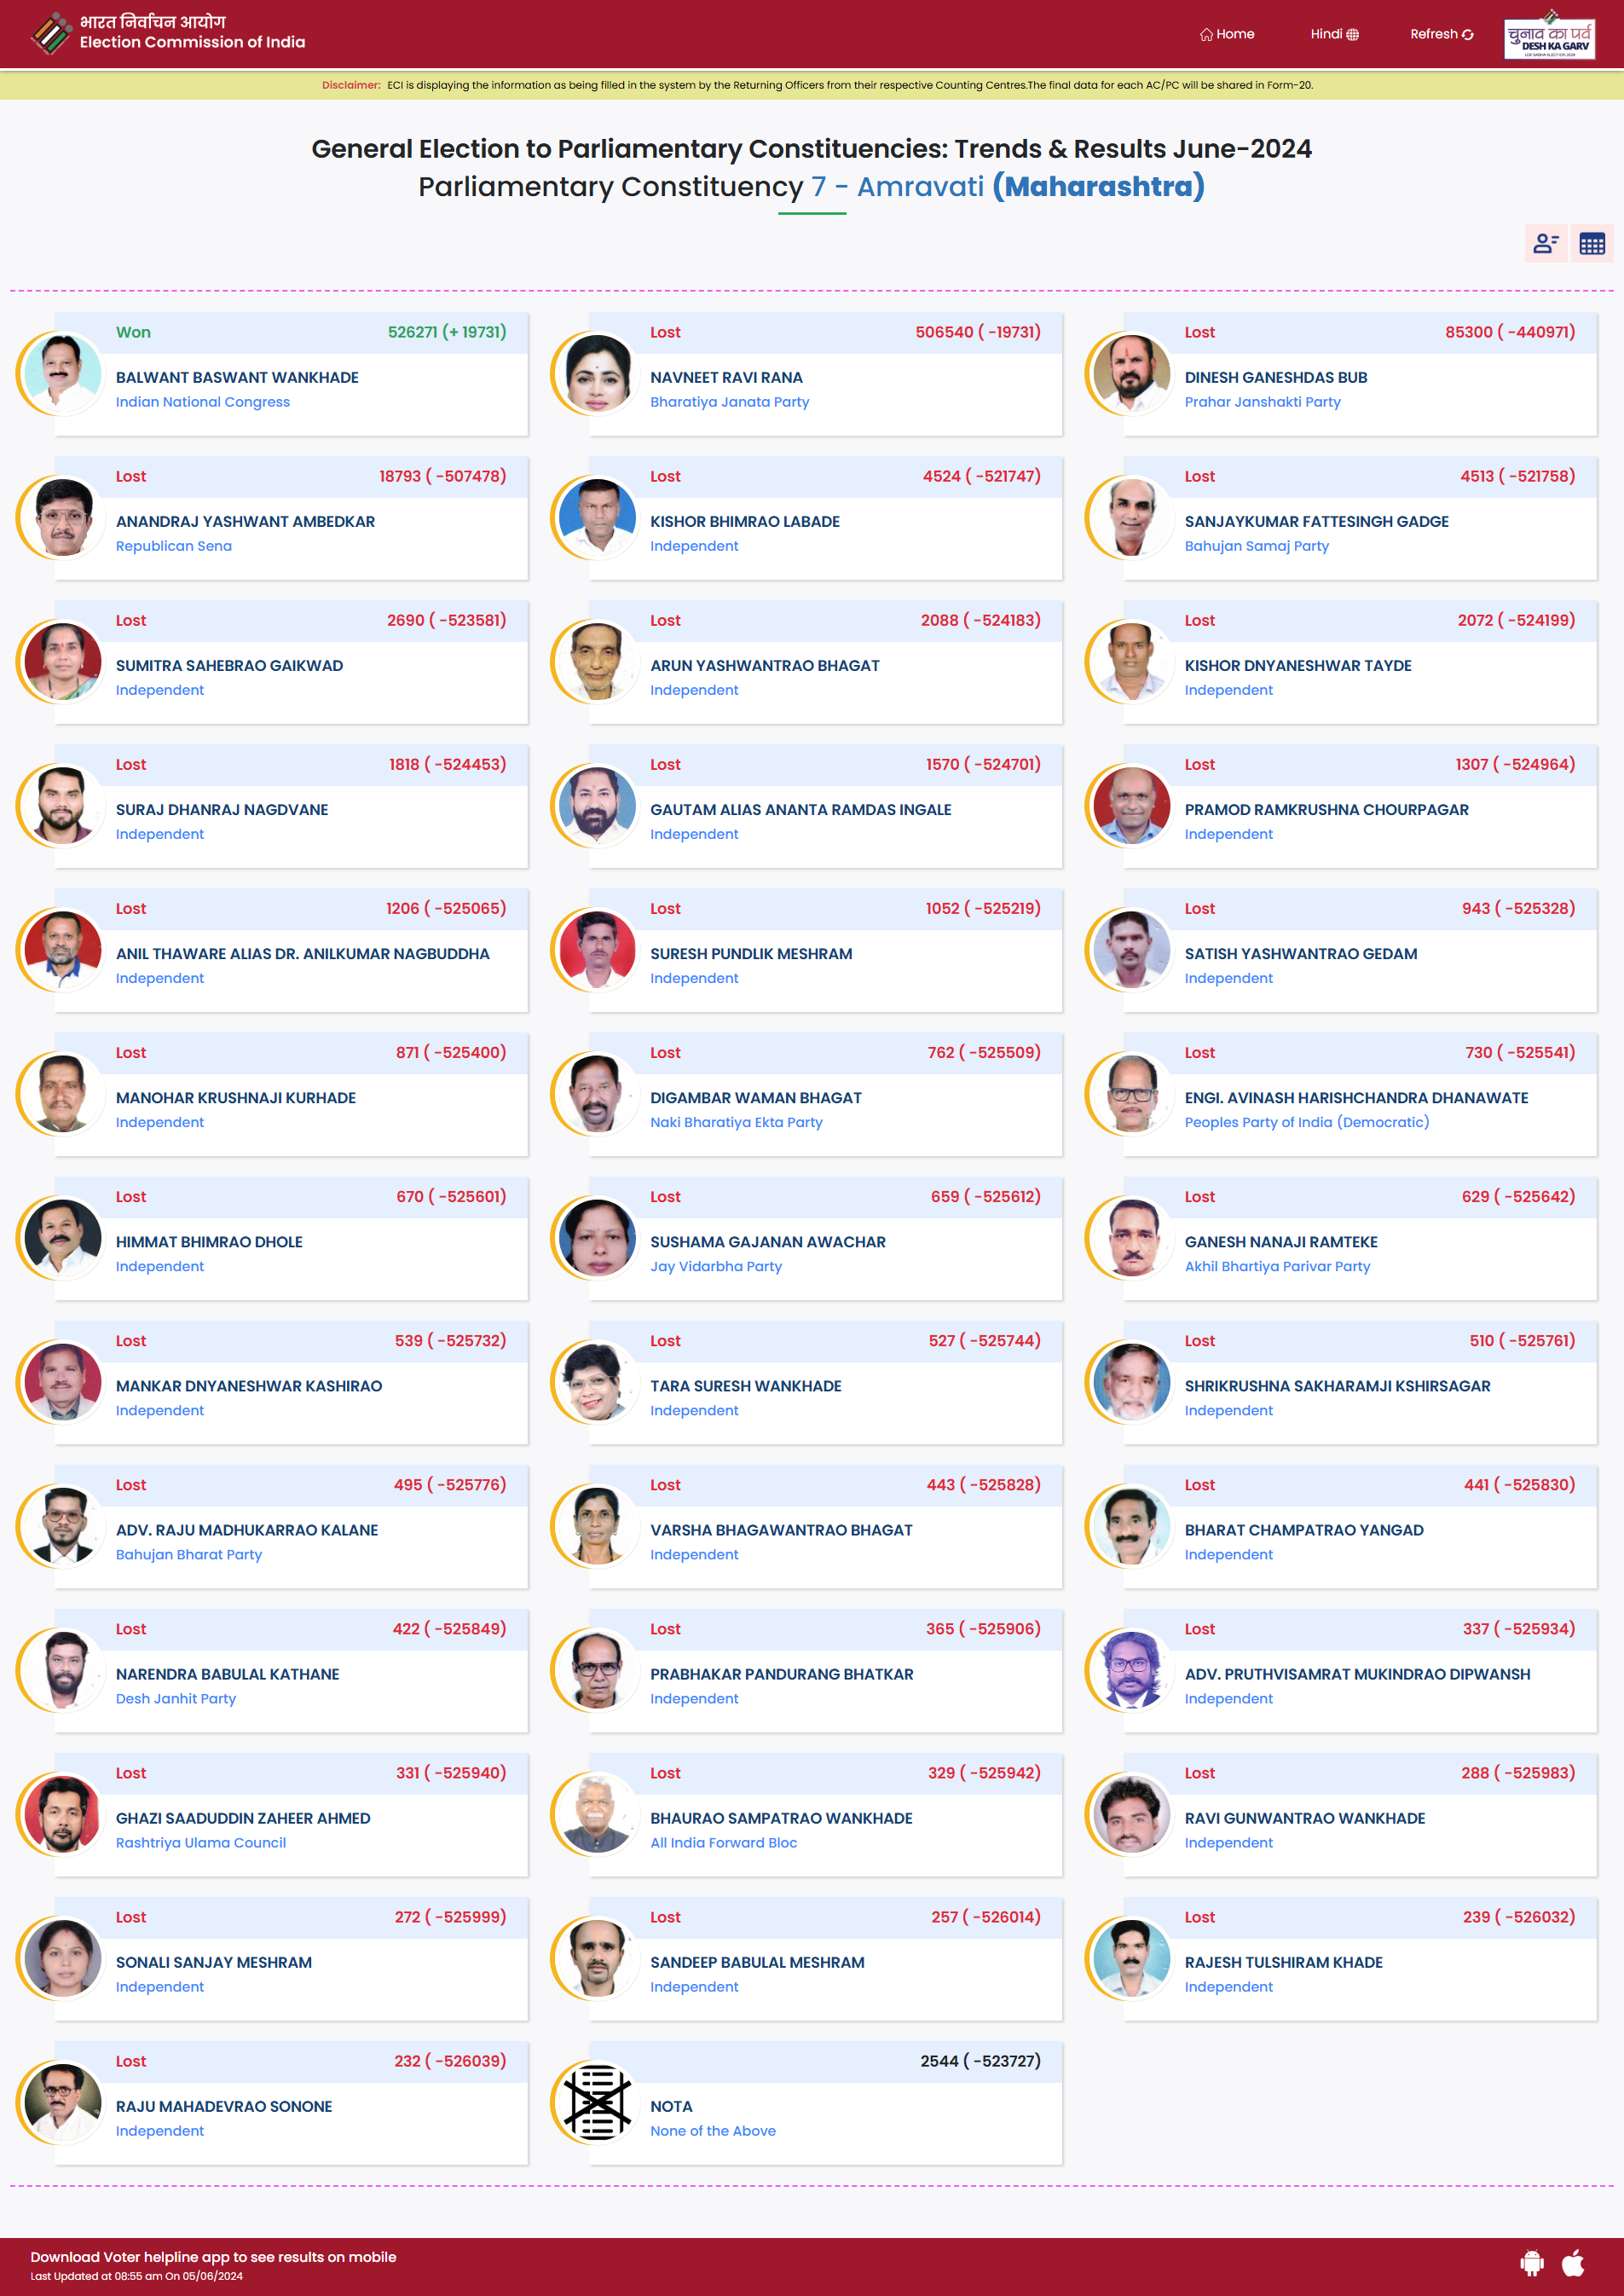 भारत निर्वाचन आयोग
Election Commission of India
Home
Hindi
Refresh
चुनाव का पर्व
DESH KA GARV
LOK SABHA ELECTION 2024
Disclaimer: ECI is displaying the information as being filled in the system by the Returning Officers from their respective Counting Centres.The final data for each AC/PC will be shared in Form-20.
General Election to Parliamentary Constituencies: Trends & Results June-2024
Parliamentary Constituency 7 - Amravati (Maharashtra)
Won 526271 (+ 19731)
BALWANT BASWANT WANKHADE
Indian National Congress
Lost 506540 ( -19731)
NAVNEET RAVI RANA
Bharatiya Janata Party
Lost 85300 ( -440971)
DINESH GANESHDAS BUB
Prahar Janshakti Party
Lost 18793 ( -507478)
ANANDRAJ YASHWANT AMBEDKAR
Republican Sena
Lost 4524 ( -521747)
KISHOR BHIMRAO LABADE
Independent
Lost 4513 ( -521758)
SANJAYKUMAR FATTESINGH GADGE
Bahujan Samaj Party
Lost 2690 ( -523581)
SUMITRA SAHEBRAO GAIKWAD
Independent
Lost 2088 ( -524183)
ARUN YASHWANTRAO BHAGAT
Independent
Lost 2072 ( -524199)
KISHOR DNYANESHWAR TAYDE
Independent
Lost 1818 ( -524453)
SURAJ DHANRAJ NAGDVANE
Independent
Lost 1570 ( -524701)
GAUTAM ALIAS ANANTA RAMDAS INGALE
Independent
Lost 1307 ( -524964)
PRAMOD RAMKRUSHNA CHOURPAGAR
Independent
Lost 1206 ( -525065)
ANIL THAWARE ALIAS DR. ANILKUMAR NAGBUDDHA
Independent
Lost 1052 ( -525219)
SURESH PUNDLIK MESHRAM
Independent
Lost 943 ( -525328)
SATISH YASHWANTRAO GEDAM
Independent
Lost 871 ( -525400)
MANOHAR KRUSHNAJI KURHADE
Independent
Lost 762 ( -525509)
DIGAMBAR WAMAN BHAGAT
Naki Bharatiya Ekta Party
Lost 730 ( -525541)
ENGI. AVINASH HARISHCHANDRA DHANAWATE
Peoples Party of India (Democratic)
Lost 670 ( -525601)
HIMMAT BHIMRAO DHOLE
Independent
Lost 659 ( -525612)
SUSHAMA GAJANAN AWACHAR
Jay Vidarbha Party
Lost 629 ( -525642)
GANESH NANAJI RAMTEKE
Akhil Bhartiya Parivar Party
Lost 539 ( -525732)
MANKAR DNYANESHWAR KASHIRAO
Independent
Lost 527 ( -525744)
TARA SURESH WANKHADE
Independent
Lost 510 ( -525761)
SHRIKRUSHNA SAKHARAMJI KSHIRSAGAR
Independent
Lost 495 ( -525776)
ADV. RAJU MADHUKARRAO KALANE
Bahujan Bharat Party
Lost 443 ( -525828)
VARSHA BHAGAWANTRAO BHAGAT
Independent
Lost 441 ( -525830)
BHARAT CHAMPATRAO YANGAD
Independent
Lost 422 ( -525849)
NARENDRA BABULAL KATHANE
Desh Janhit Party
Lost 365 ( -525906)
PRABHAKAR PANDURANG BHATKAR
Independent
Lost 337 ( -525934)
ADV. PRUTHVISAMRAT MUKINDRAO DIPWANSH
Independent
Lost 331 ( -525940)
GHAZI SAADUDDIN ZAHEER AHMED
Rashtriya Ulama Council
Lost 329 ( -525942)
BHAURAO SAMPATRAO WANKHADE
All India Forward Bloc
Lost 288 ( -525983)
RAVI GUNWANTRAO WANKHADE
Independent
Lost 272 ( -525999)
SONALI SANJAY MESHRAM
Independent
Lost 257 ( -526014)
SANDEEP BABULAL MESHRAM
Independent
Lost 239 ( -526032)
RAJESH TULSHIRAM KHADE
Independent
Lost 232 ( -526039)
RAJU MAHADEVRAO SONONE
Independent
2544 ( -523727)
NOTA
None of the Above
Download Voter helpline app to see results on mobile
Last Updated at 08:55 am On 05/06/2024